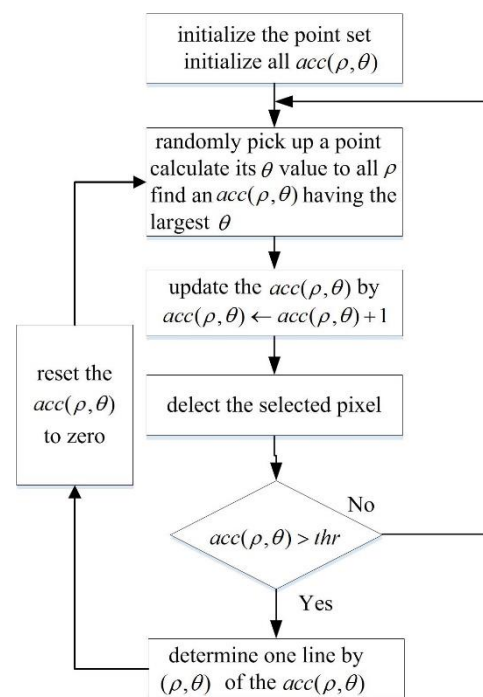 initialize the point set
initialize all acc(ρ,θ)
randomly pick up a point
calculate its θ value to all ρ
find an acc(ρ,θ) having the
largest θ
update the acc(ρ,θ) by
acc(ρ,θ) ← acc(ρ,θ)+1
reset the
acc(ρ,θ)
to zero
delect the selected pixel
No
acc(ρ,θ) > thr
Yes
determine one line by
(ρ,θ) of the acc(ρ,θ)